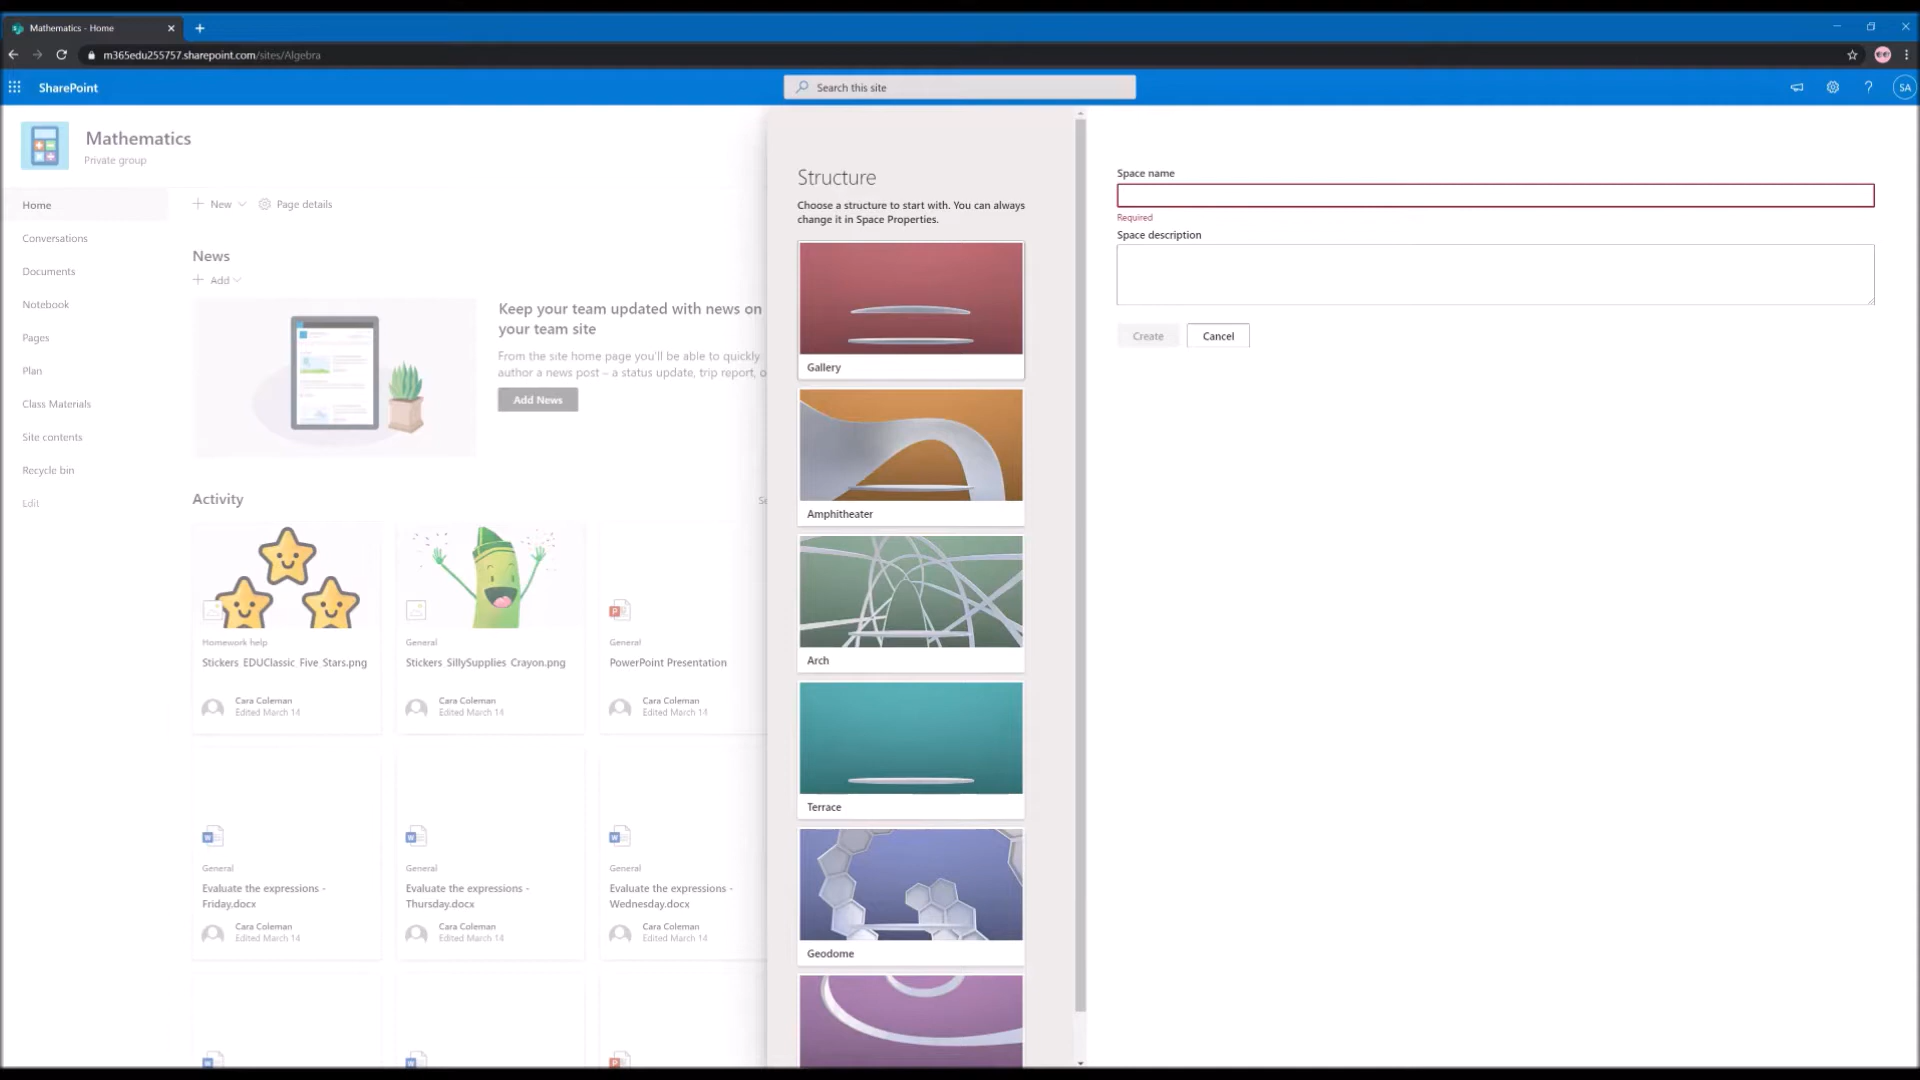 Mathematics - Home
m365edu255757.sharepoint.com/sites/Algebra
SharePoint
Search this site
SA
Mathematics
Private group
Home
Conversations
Documents
Notebook
Pages
Plan
Class Materials
Site contents
Recycle bin
Edit
New
Page details
News
Add
Keep your team updated with news on
your team site
From the site home page you'll be able to quickly
author a news post – a status update, trip report, o
Add News
Activity
Se
Homework help
Stickers EDUClassic Five Stars.png
Cara Coleman
Edited March 14
General
Stickers SillySupplies Crayon.png
Cara Coleman
Edited March 14
General
PowerPoint Presentation
Cara Coleman
Edited March 14
General
Evaluate the expressions -
Friday.docx
Cara Coleman
Edited March 14
General
Evaluate the expressions -
Thursday.docx
Cara Coleman
Edited March 14
General
Evaluate the expressions -
Wednesday.docx
Cara Coleman
Edited March 14
Structure
Choose a structure to start with. You can always
change it in Space Properties.
Gallery
Amphitheater
Arch
Terrace
Geodome
Space name
Required
Space description
Create
Cancel